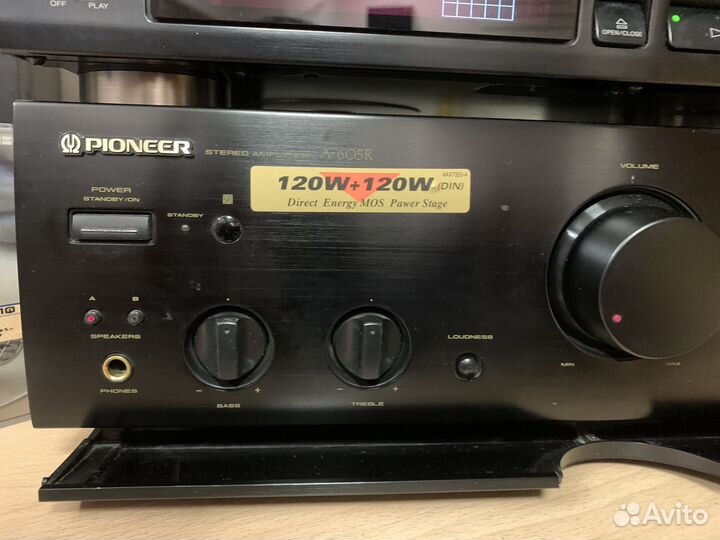 OFF PLAY
OPEN/CLOSE
PIONEER
STEREO AMPLIFIER A-605R
120W+120W (DIN)
Direct Energy MOS Power Stage
POWER
STANDBY/ON
STANDBY
VOLUME
A B
SPEAKERS
PHONES
− BASS +
− TREBLE +
LOUDNESS
MIN MAX
Avito